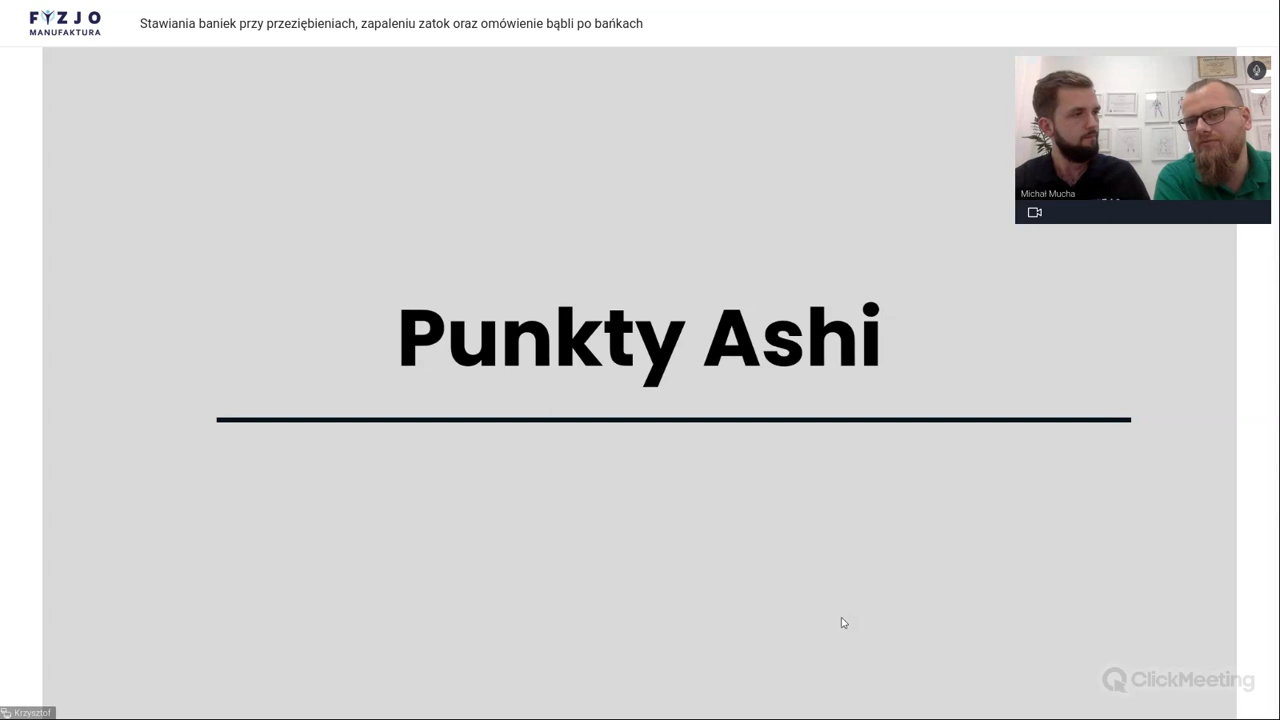 FYZJO
MANUFAKTURA
Stawiania baniek przy przeziębieniach, zapaleniu zatok oraz omówienie bąbli po bańkach
Michał Mucha
Punkty Ashi
ClickMeeting
Krzysztof